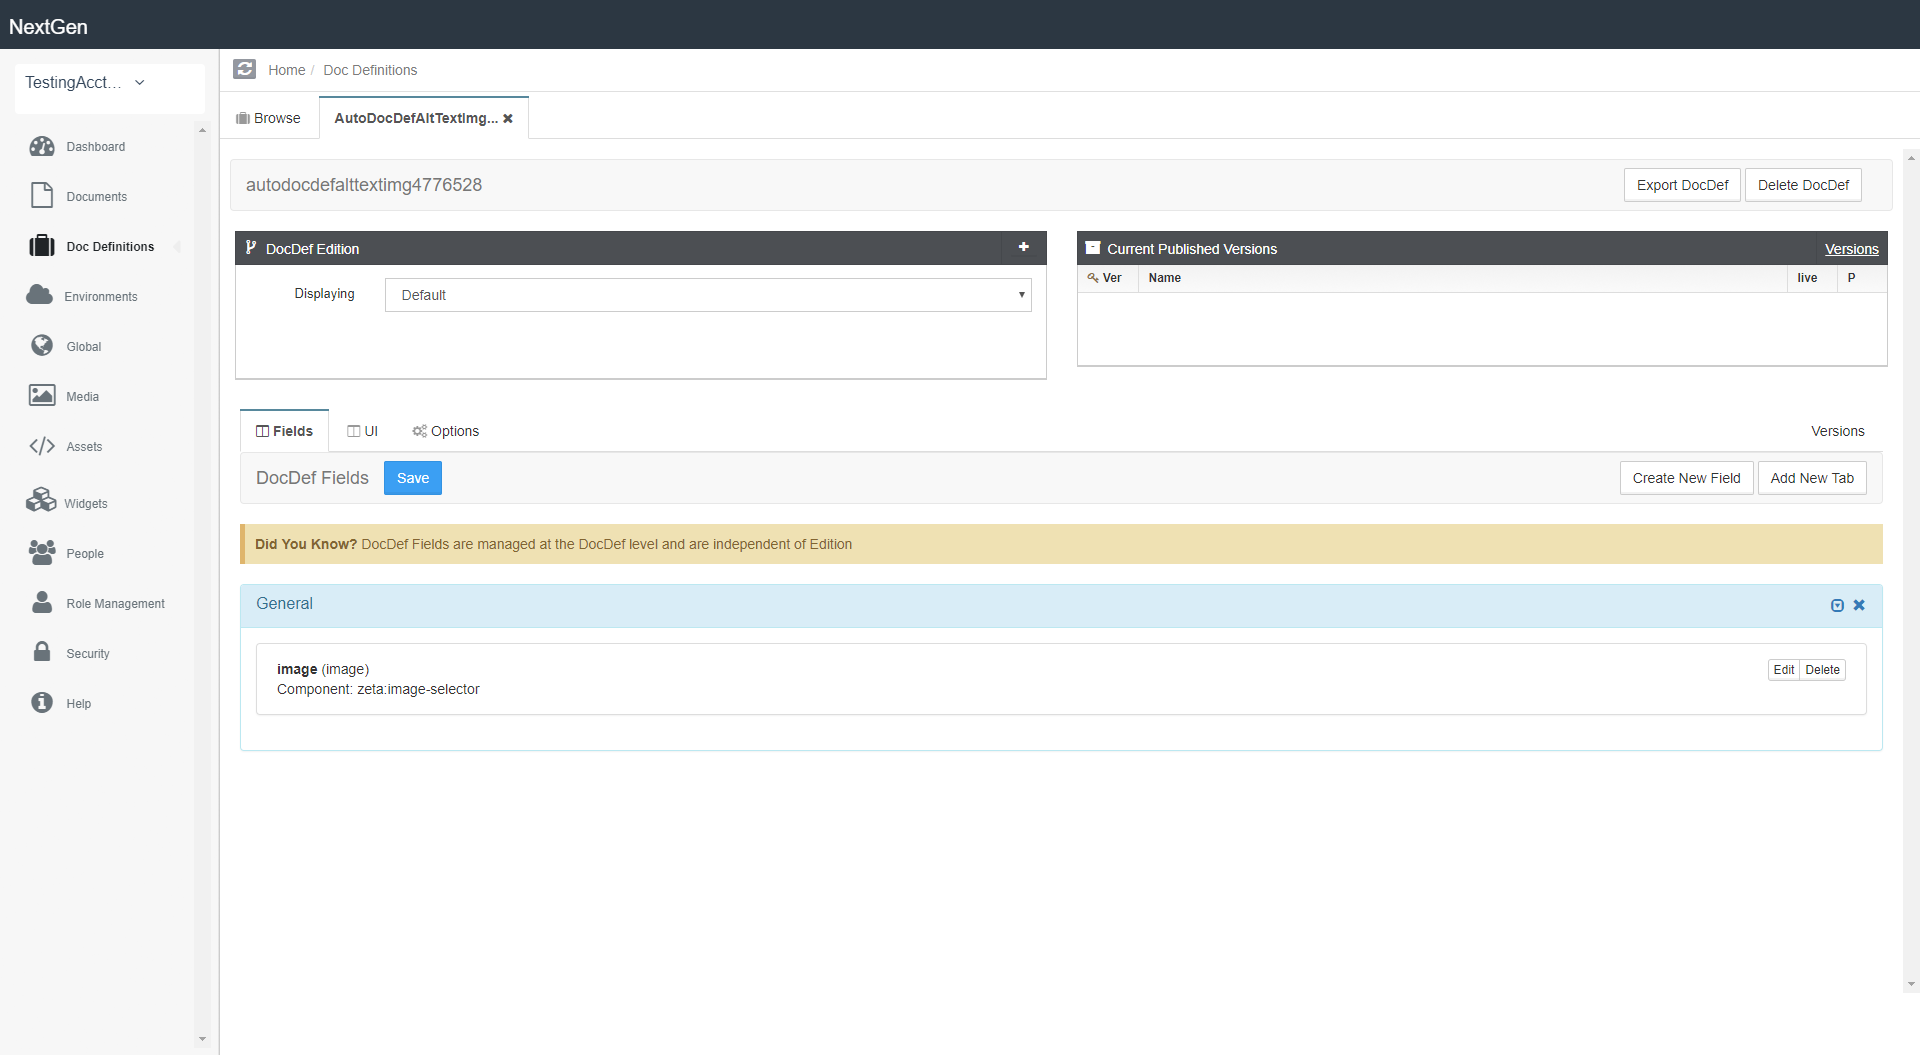 NextGen
TestingAcct...
Home / Doc Definitions
Browse
AutoDocDefAltTextImg...
Dashboard
Documents
Doc Definitions
Environments
Global
Media
Assets
Widgets
People
Role Management
Security
Help
autodocdefalttextimg4776528
Export DocDef
Delete DocDef
DocDef Edition
Displaying
Default
Current Published Versions
Versions
Ver
Name
live
P
Fields
UI
Options
Versions
DocDef Fields
Save
Create New Field
Add New Tab
Did You Know? DocDef Fields are managed at the DocDef level and are independent of Edition
General
image (image)
Component: zeta:image-selector
Edit
Delete